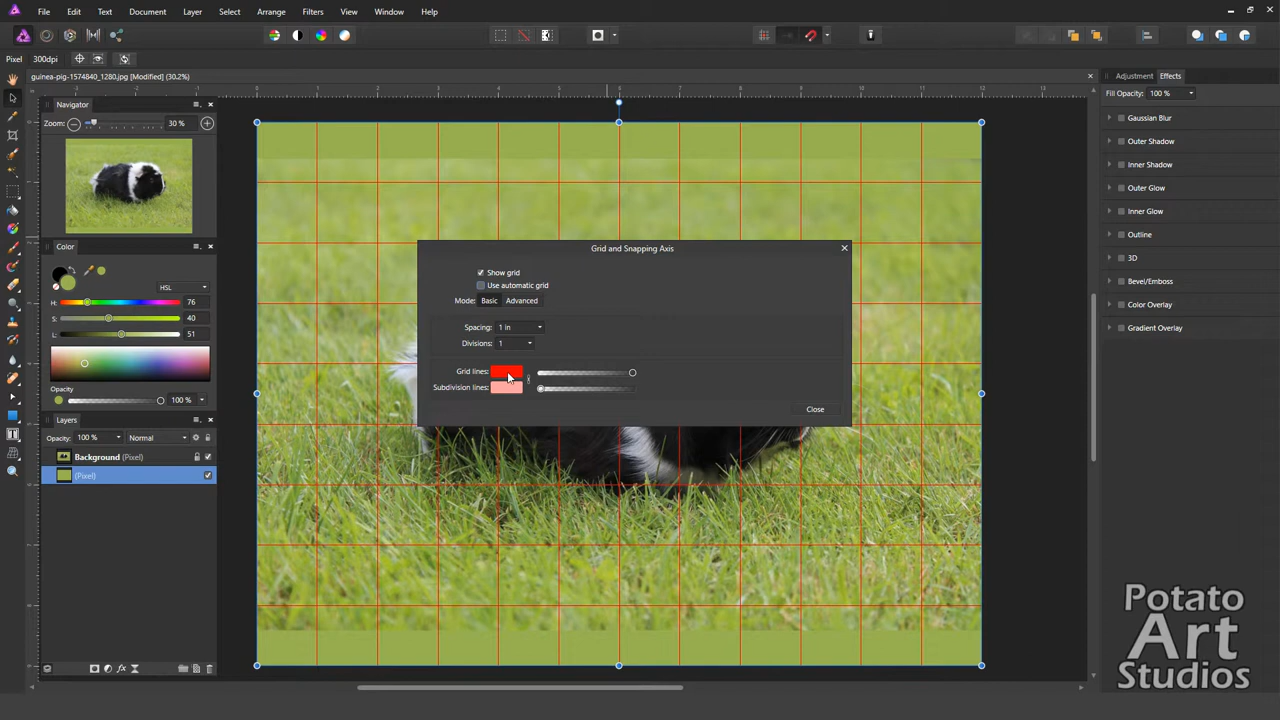 File Edit Text Document Layer Select Arrange Filters View Window Help
Pixel 300dpi
guinea-pig-1574840_1280.jpg [Modified] (30.2%)
Navigator
Zoom: 30 %
Color
HSL
H: 76
S: 40
L: 51
Opacity
100 %
Layers
Opacity: 100 % Normal
Background (Pixel)
(Pixel)
Grid and Snapping Axis
Show grid
Use automatic grid
Mode: Basic Advanced
Spacing: 1 in
Divisions: 1
Grid lines:
Subdivision lines:
Close
Adjustment Effects
Fill Opacity: 100 %
Gaussian Blur
Outer Shadow
Inner Shadow
Outer Glow
Inner Glow
Outline
3D
Bevel/Emboss
Color Overlay
Gradient Overlay
Potato
Art
Studios